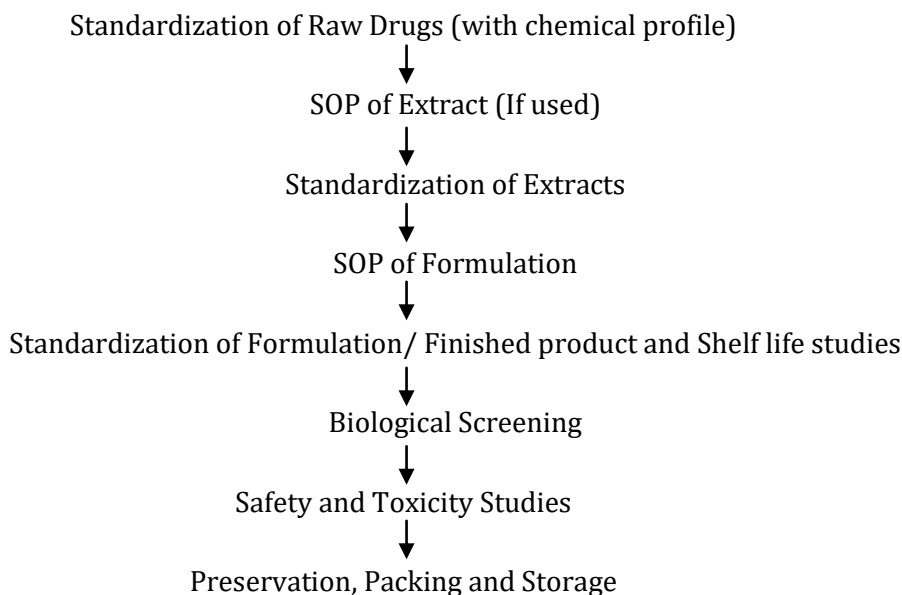 Standardization of Raw Drugs (with chemical profile)
SOP of Extract (If used)
Standardization of Extracts
SOP of Formulation
Standardization of Formulation/ Finished product and Shelf life studies
Biological Screening
Safety and Toxicity Studies
Preservation, Packing and Storage